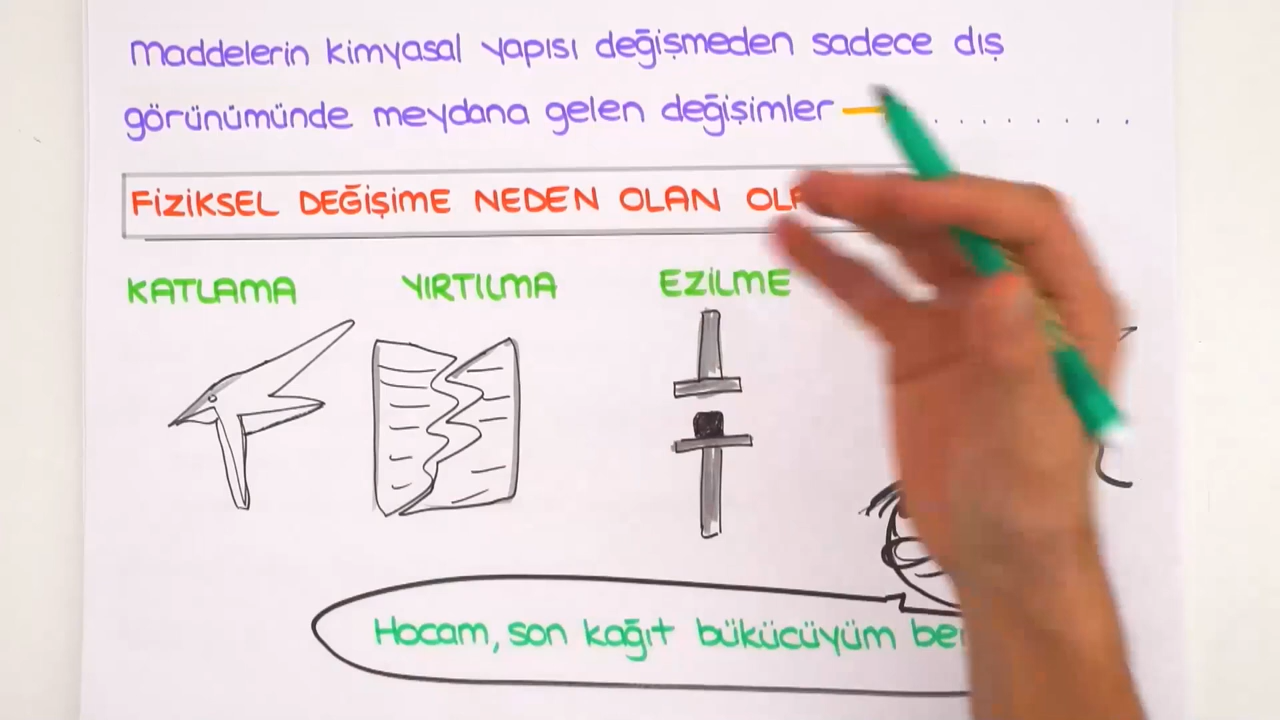 Maddelerin kimyasal yapısı değişmeden sadece dış
görünümünde meydana gelen değişimler
FİZİKSEL DEĞİŞİME NEDEN OLAN
KATLAMA YIRTILMA EZİLME
Hocam, son kağıt bükücüyüm